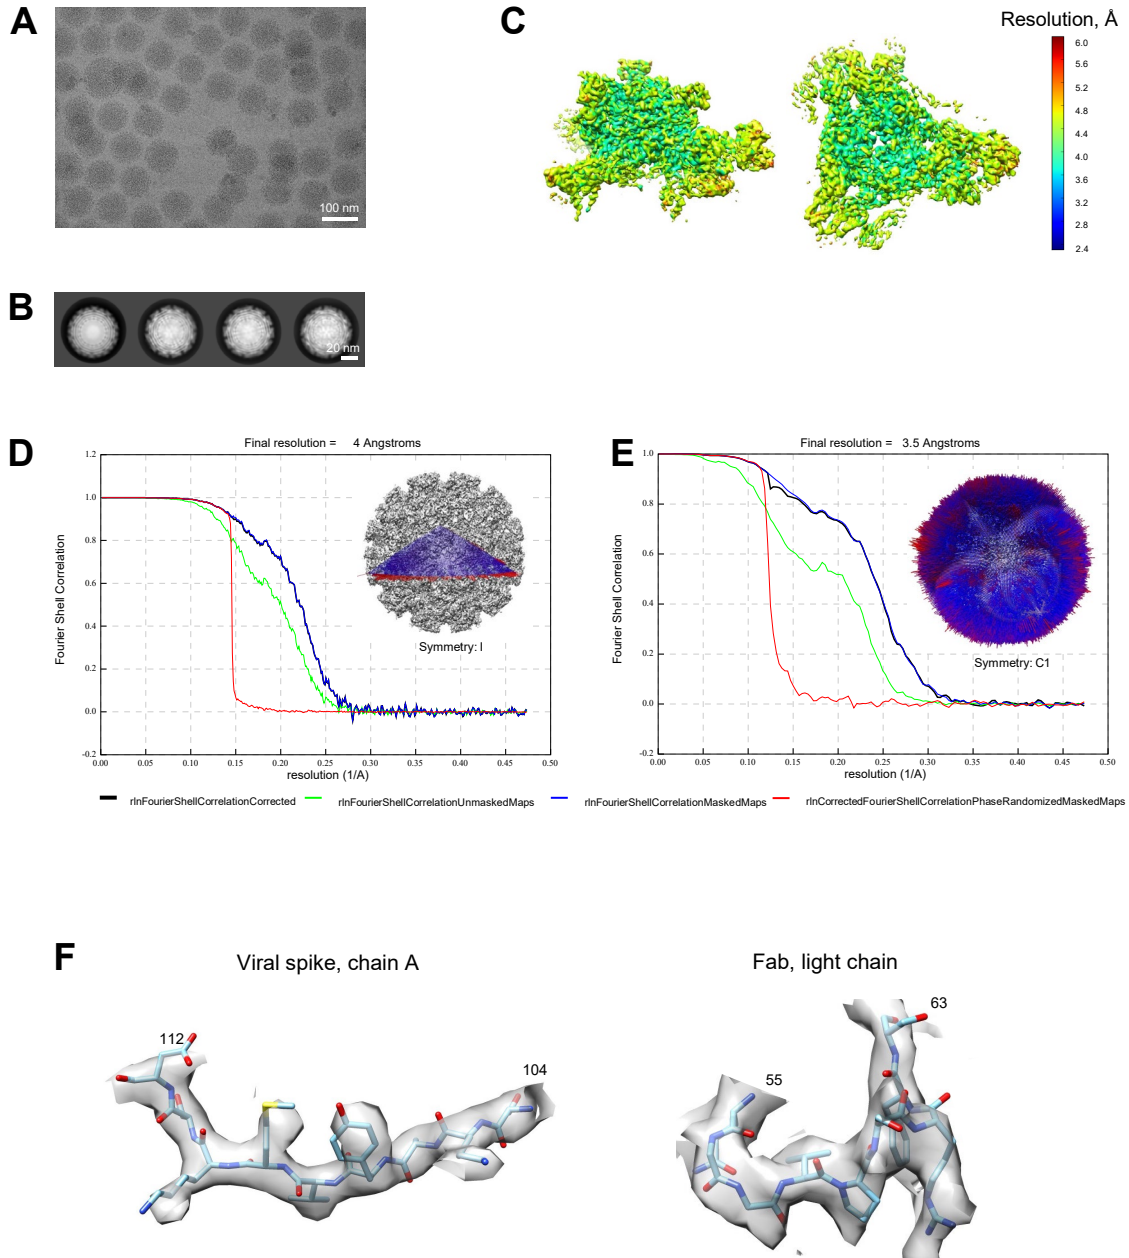 A
100 nm
B
20 nm
C
Resolution, Å
6.0
5.2
4.8
4.4
4.0
3.6
3.2
2.8
2.4
D
Final resolution = 4 Angstroms
1.2
1.0
0.8
0.6
0.4
0.2
0.0
-0.2
Fourier Shell Correlation
Symmetry: I
0.00 0.05 0.10 0.15 0.20 0.25 0.30 0.35 0.40 0.45 0.50
resolution (1/A)
E
Final resolution = 3.5 Angstroms
1.0
0.8
0.6
0.4
0.2
0.0
-0.2
Fourier Shell Correlation
Symmetry: C1
0.00 0.05 0.10 0.15 0.20 0.25 0.30 0.35 0.40 0.45 0.50
resolution (1/A)
rlnFourierShellCorrelationCorrected
rlnFourierShellCorrelationUnmaskedMaps
rlnFourierShellCorrelationMaskedMaps
rlnCorrectedFourierShellCorrelationPhaseRandomizedMaskedMaps
F
Viral spike, chain A
112
104
Fab, light chain
63
55